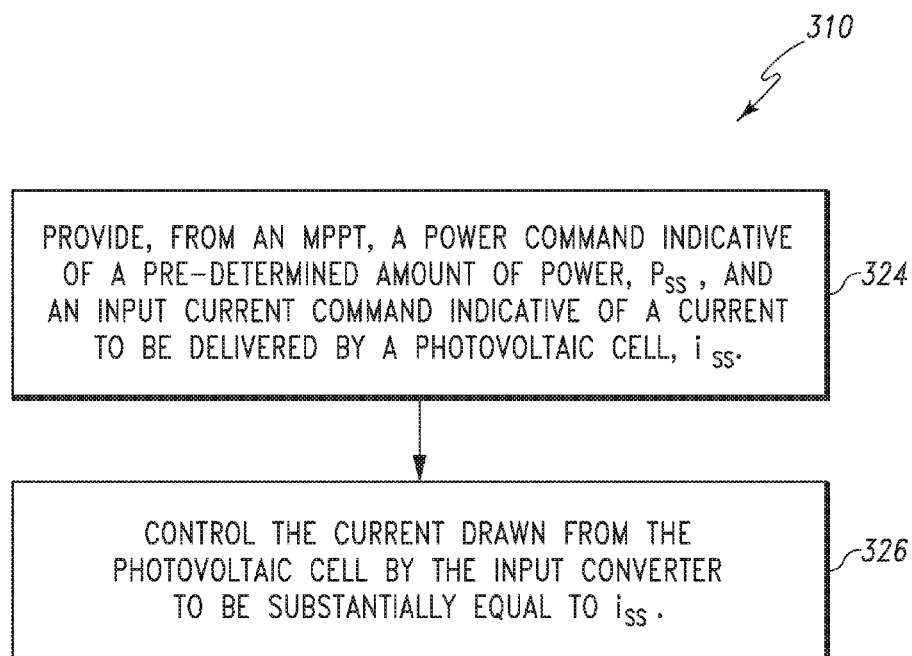 310
PROVIDE, FROM AN MPPT, A POWER COMMAND INDICATIVE
OF A PRE-DETERMINED AMOUNT OF POWER, PSS, AND
AN INPUT CURRENT COMMAND INDICATIVE OF A CURRENT
TO BE DELIVERED BY A PHOTOVOLTAIC CELL, iSS.
324
CONTROL THE CURRENT DRAWN FROM THE
PHOTOVOLTAIC CELL BY THE INPUT CONVERTER
TO BE SUBSTANTIALLY EQUAL TO iSS.
326